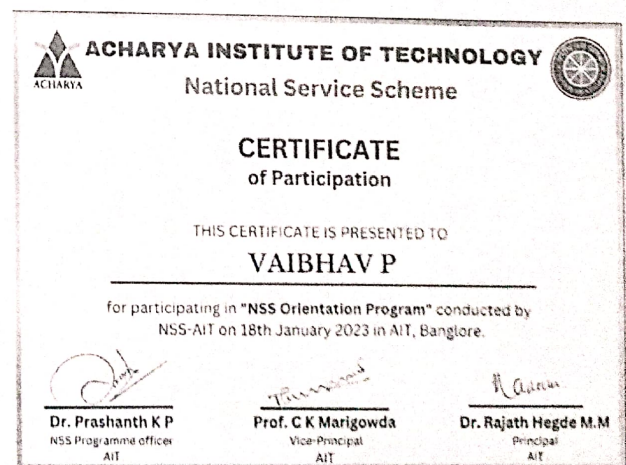 ACHARYA INSTITUTE OF TECHNOLOGY
ACHARYA
National Service Scheme
CERTIFICATE
of Participation
THIS CERTIFICATE IS PRESENTED TO
VAIBHAV P
for participating in "NSS Orientation Program" conducted by
NSS-AIT on 18th January 2023 in AIT, Banglore.
Dr. Prashanth K P
Prof. C K Marigowda
Dr. Rajath Hegde M.M
NSS Programme officer
Vice-Principal
Principal
AIT
AIT
AIT